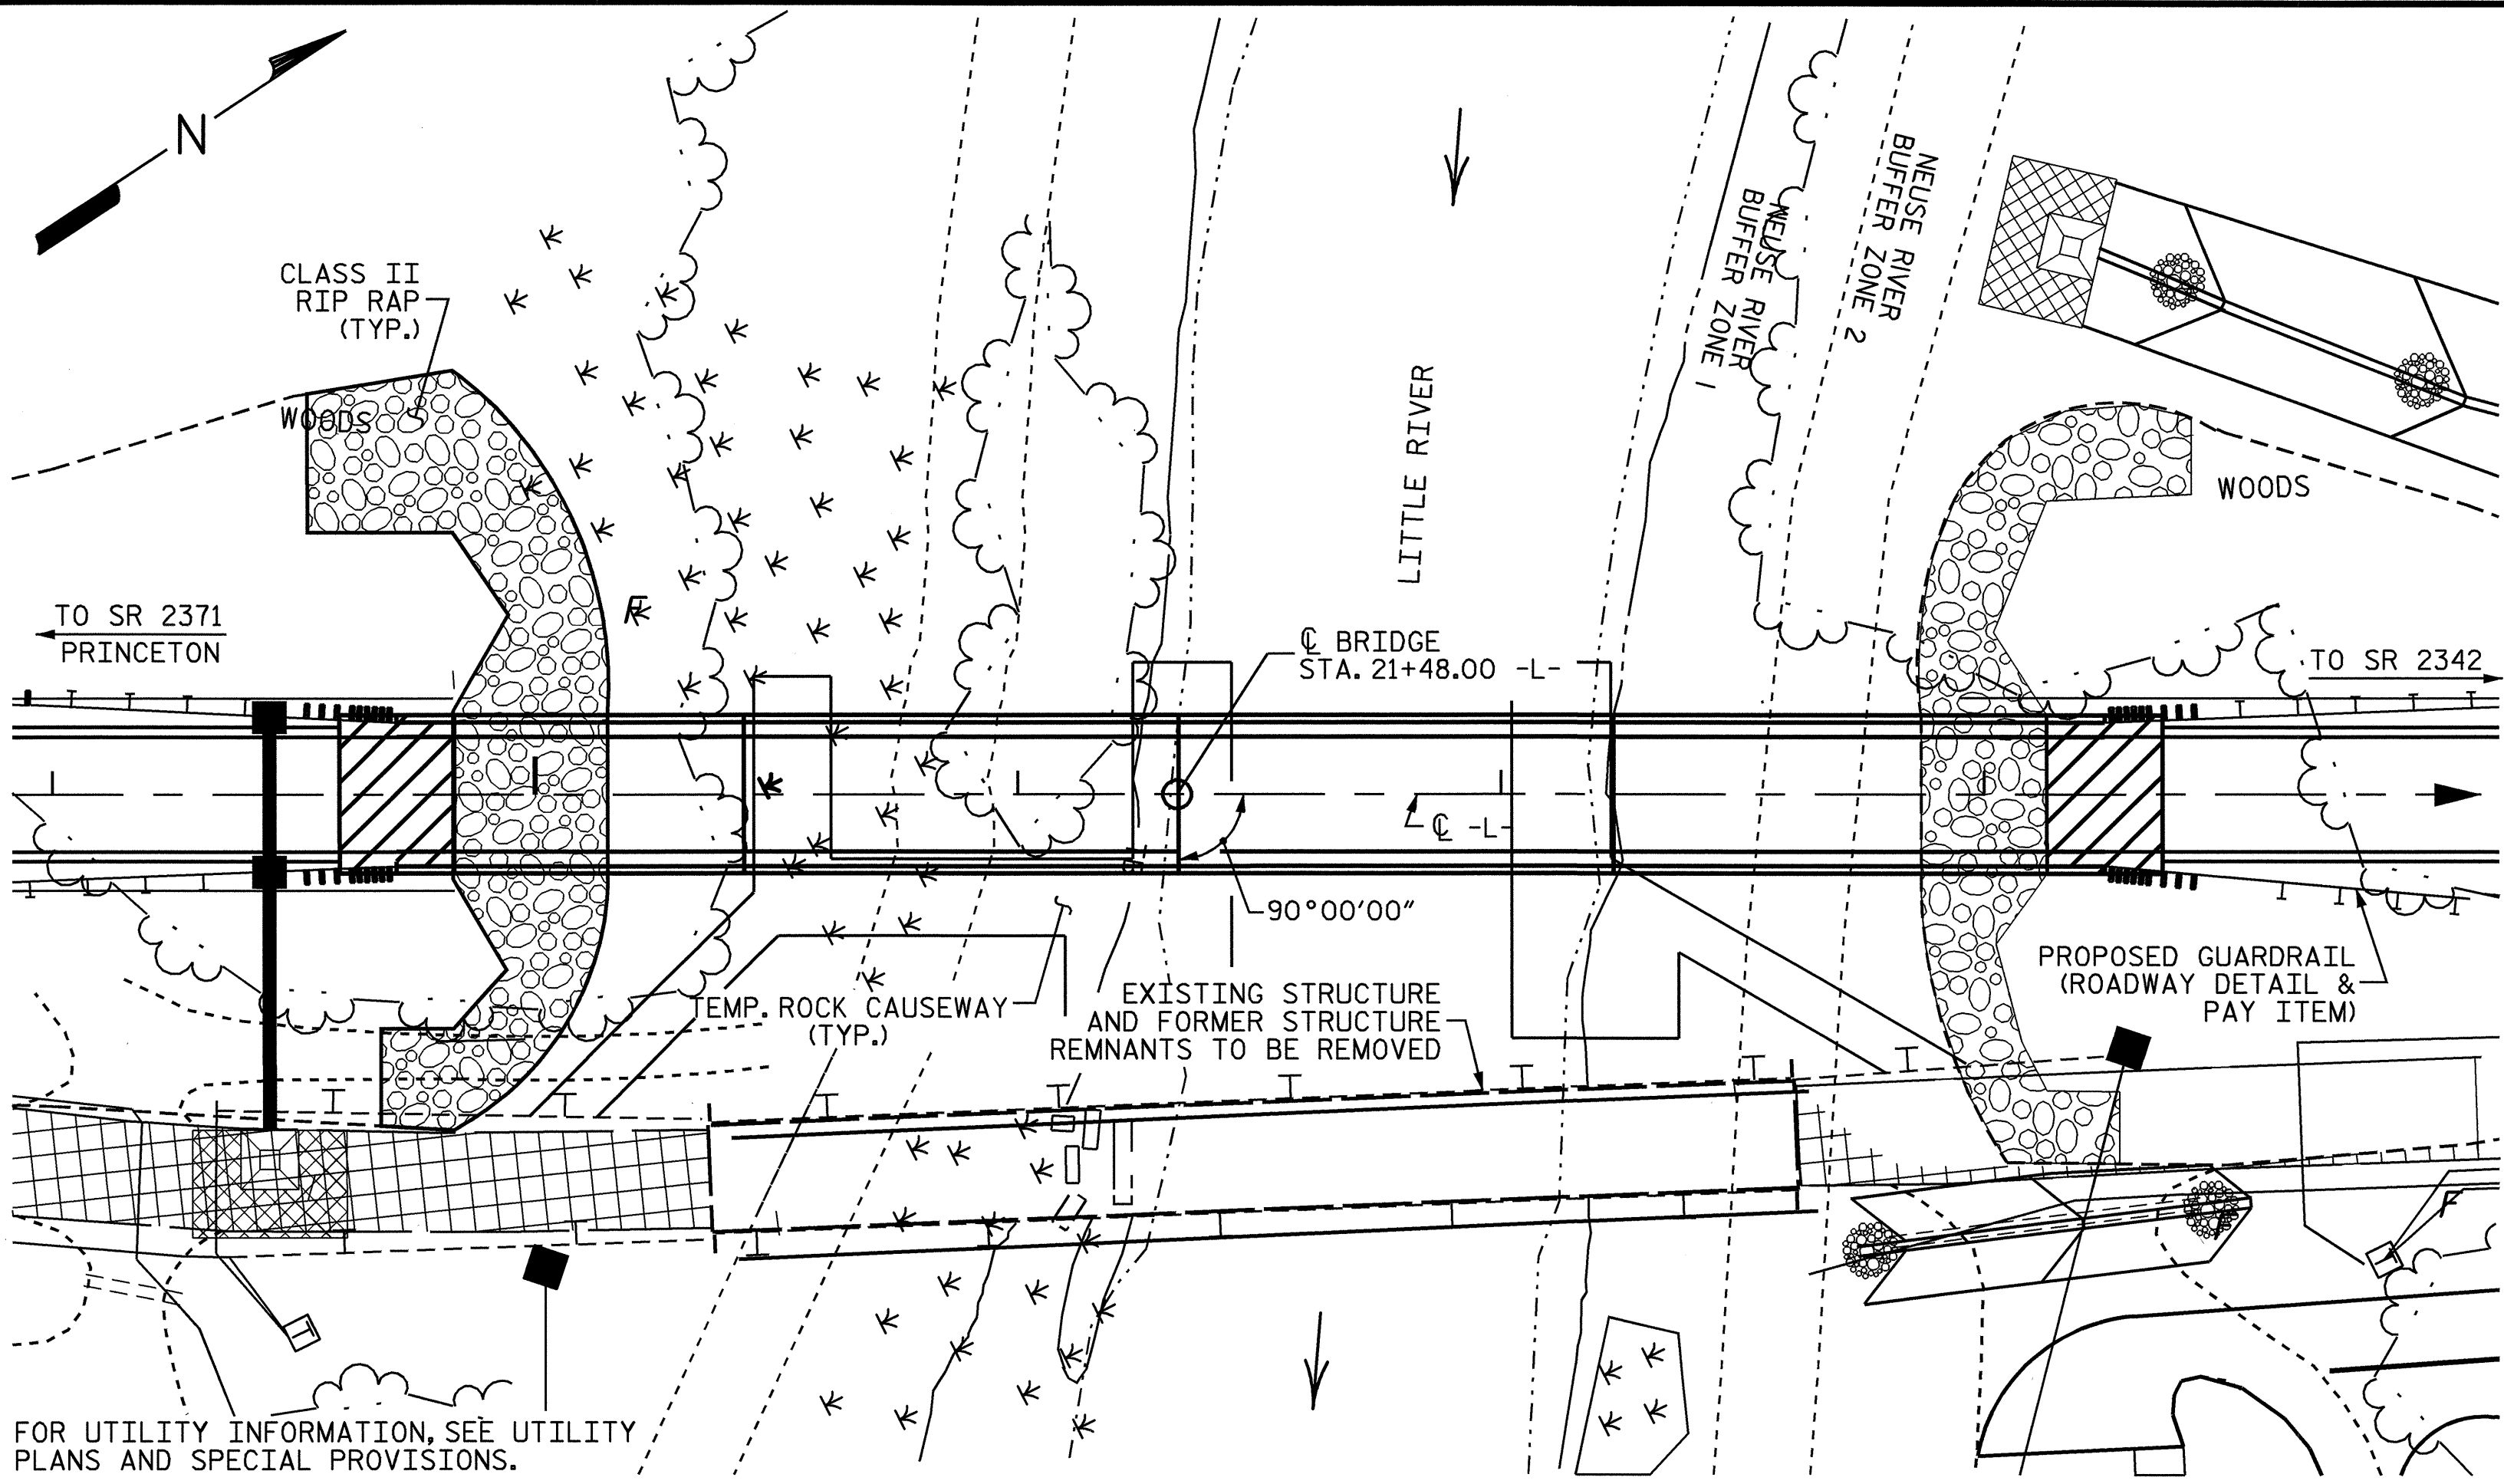 N
CLASS II
RIP RAP
(TYP.)
WOODS
NEUSE RIVER
BUFFER ZONE 1
NEUSE RIVER
BUFFER ZONE 2
LITTLE RIVER
WOODS
F
TO SR 2371
PRINCETON
℄ BRIDGE
STA. 21+48.00 -L-
TO SR 2342
℄ -L-
90°00'00"
TEMP. ROCK CAUSEWAY
(TYP.)
EXISTING STRUCTURE
AND FORMER STRUCTURE
REMNANTS TO BE REMOVED
PROPOSED GUARDRAIL
(ROADWAY DETAIL &
PAY ITEM)
F
F
T
T
FOR UTILITY INFORMATION, SEE UTILITY
PLANS AND SPECIAL PROVISIONS.